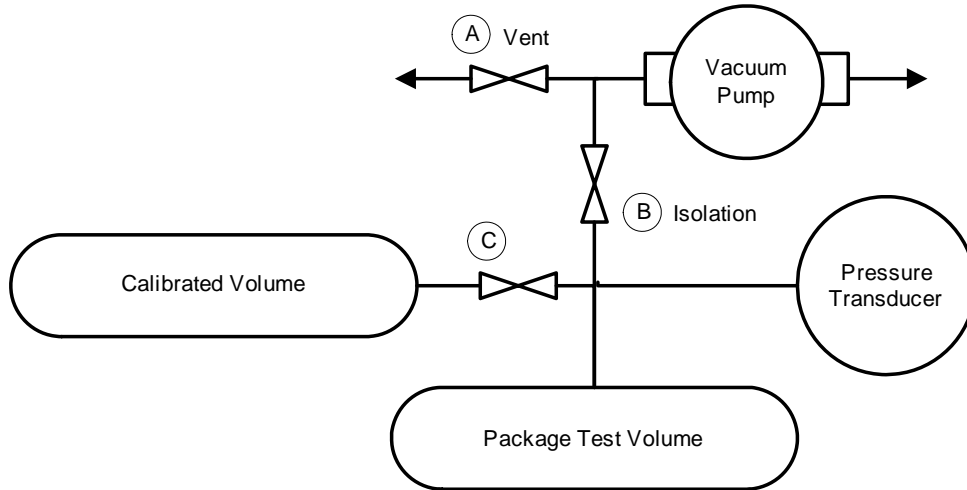 A
Vent
Vacuum
Pump
B
Isolation
C
Calibrated Volume
Pressure
Transducer
Package Test Volume